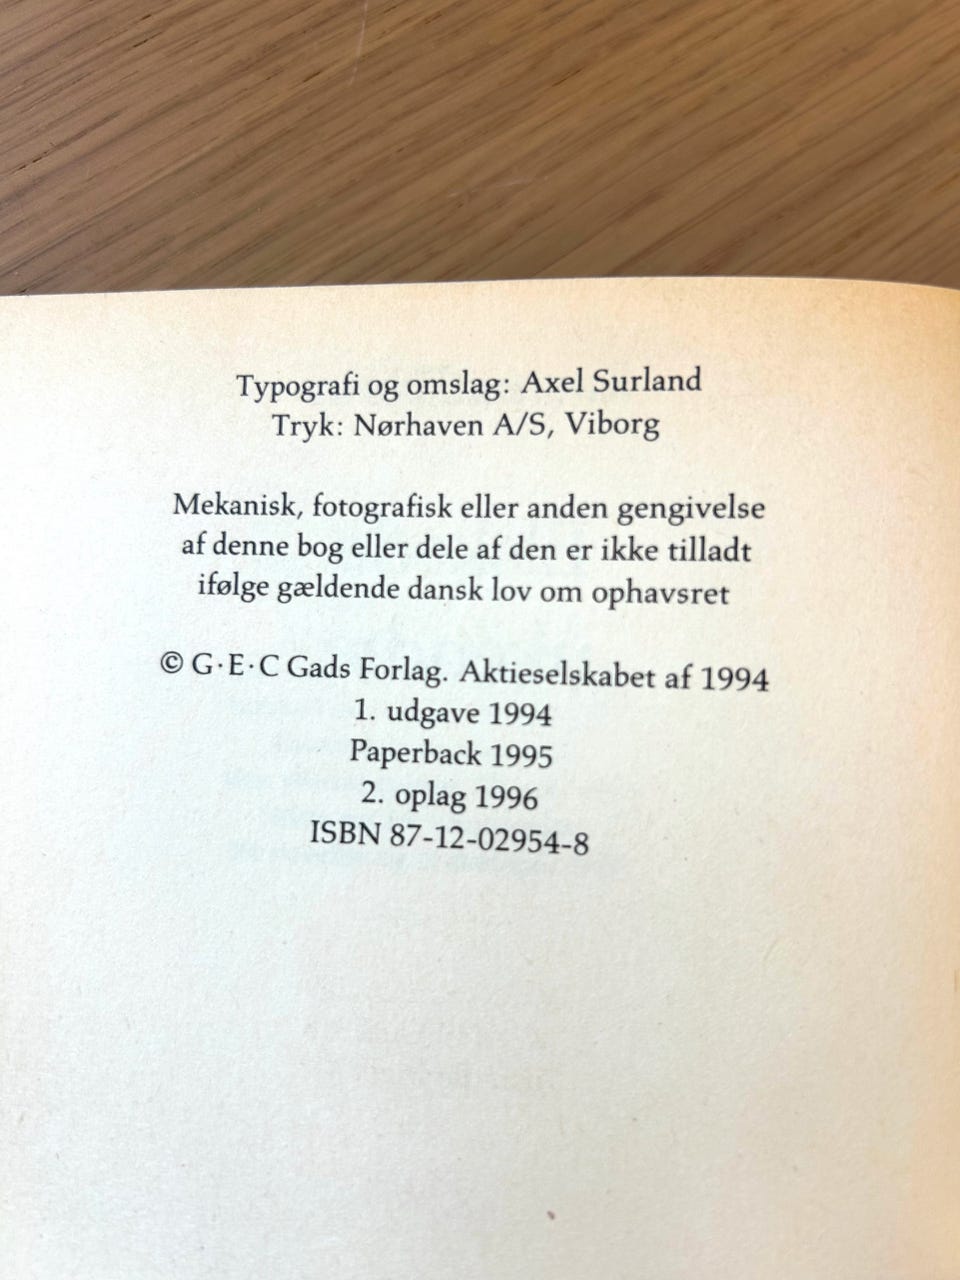 Typografi og omslag: Axel Surland
Tryk: Nørhaven A/S, Viborg
Mekanisk, fotografisk eller anden gengivelse
af denne bog eller dele af den er ikke tilladt
ifølge gældende dansk lov om ophavsret
© G·E·C Gads Forlag. Aktieselskabet af 1994
1. udgave 1994
Paperback 1995
2. oplag 1996
ISBN 87-12-02954-8